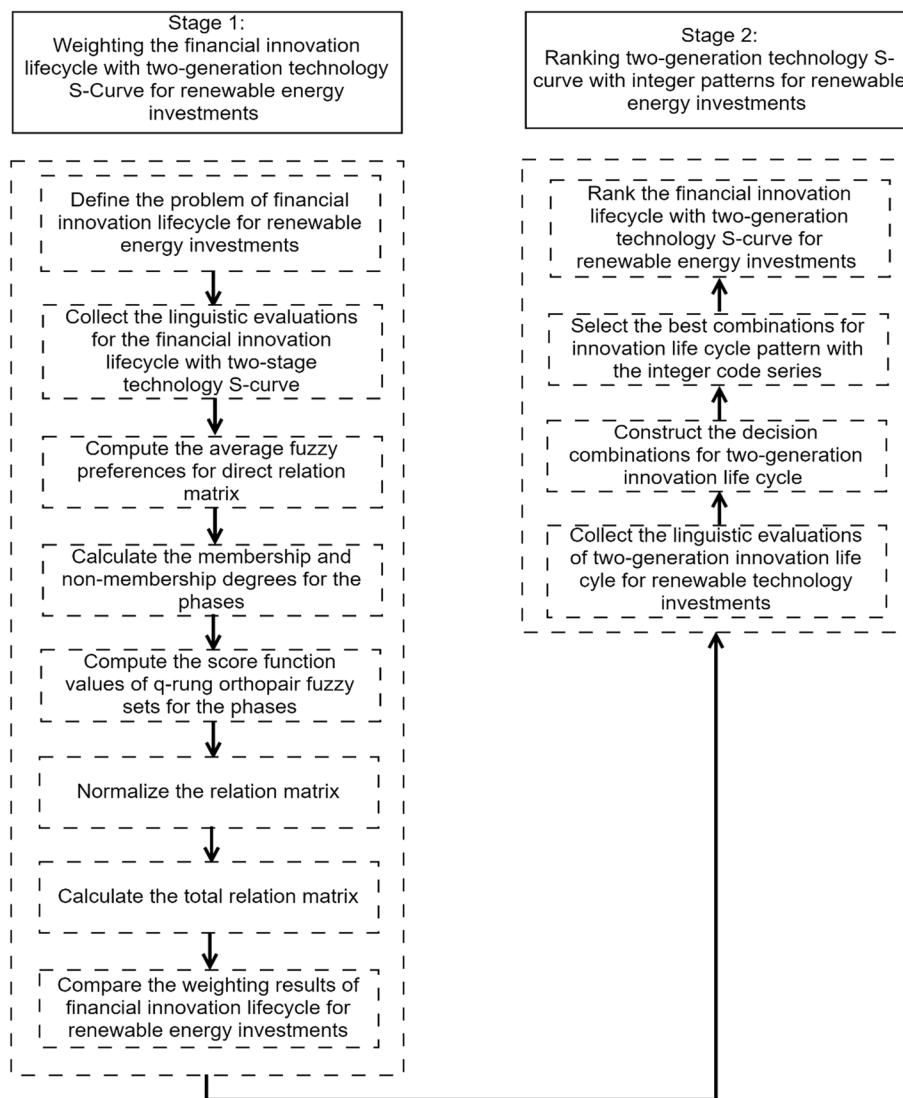 Stage 1:
Weighting the financial innovation
lifecycle with two-generation technology
S-Curve for renewable energy
investments
Define the problem of financial
innovation lifecycle for renewable
energy investments
Collect the linguistic evaluations
for the financial innovation
lifecycle with two-stage
technology S-curve
Compute the average fuzzy
preferences for direct relation
matrix
Calculate the membership and
non-membership degrees for the
phases
Compute the score function
values of q-rung orthopair fuzzy
sets for the phases
Normalize the relation matrix
Calculate the total relation matrix
Compare the weighting results of
financial innovation lifecycle for
renewable energy investments
Stage 2:
Ranking two-generation technology S-
curve with integer patterns for renewable
energy investments
Rank the financial innovation
lifecycle with two-generation
technology S-curve for
renewable energy investments
Select the best combinations for
innovation life cycle pattern with
the integer code series
Construct the decision
combinations for two-generation
innovation life cycle
Collect the linguistic evaluations
of two-generation innovation life
cyle for renewable technology
investments